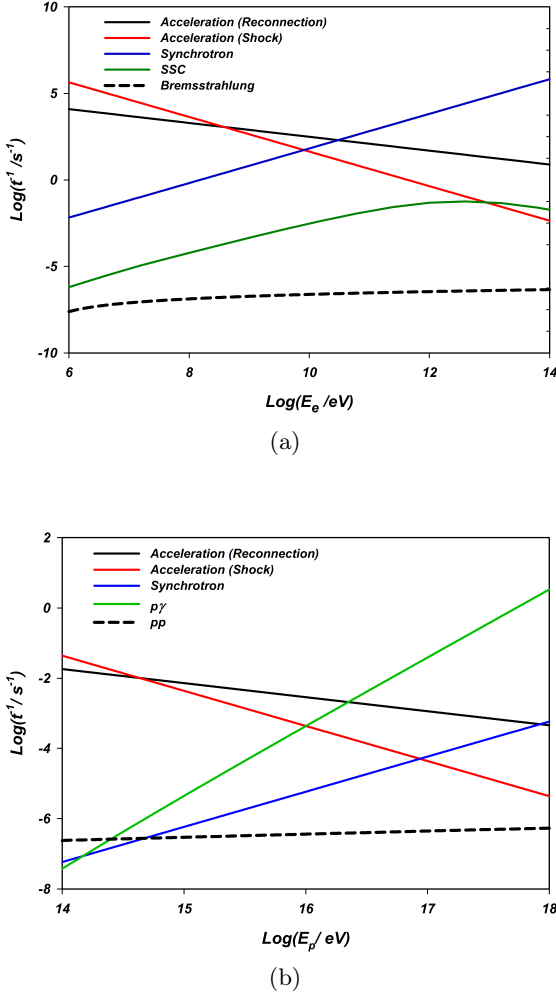 10
5
0
-5
-10
Log(t⁻¹/s⁻¹)
Acceleration (Reconnection)
Acceleration (Shock)
Synchrotron
SSC
Bremsstrahlung
6 8 10 12 14
Log(Eₑ /eV)
(a)
2
0
-2
-4
-6
-8
Log(t⁻¹/ s⁻¹)
Acceleration (Reconnection)
Acceleration (Shock)
Synchrotron
pγ
pp
14 15 16 17 18
Log(Eₚ/ eV)
(b)